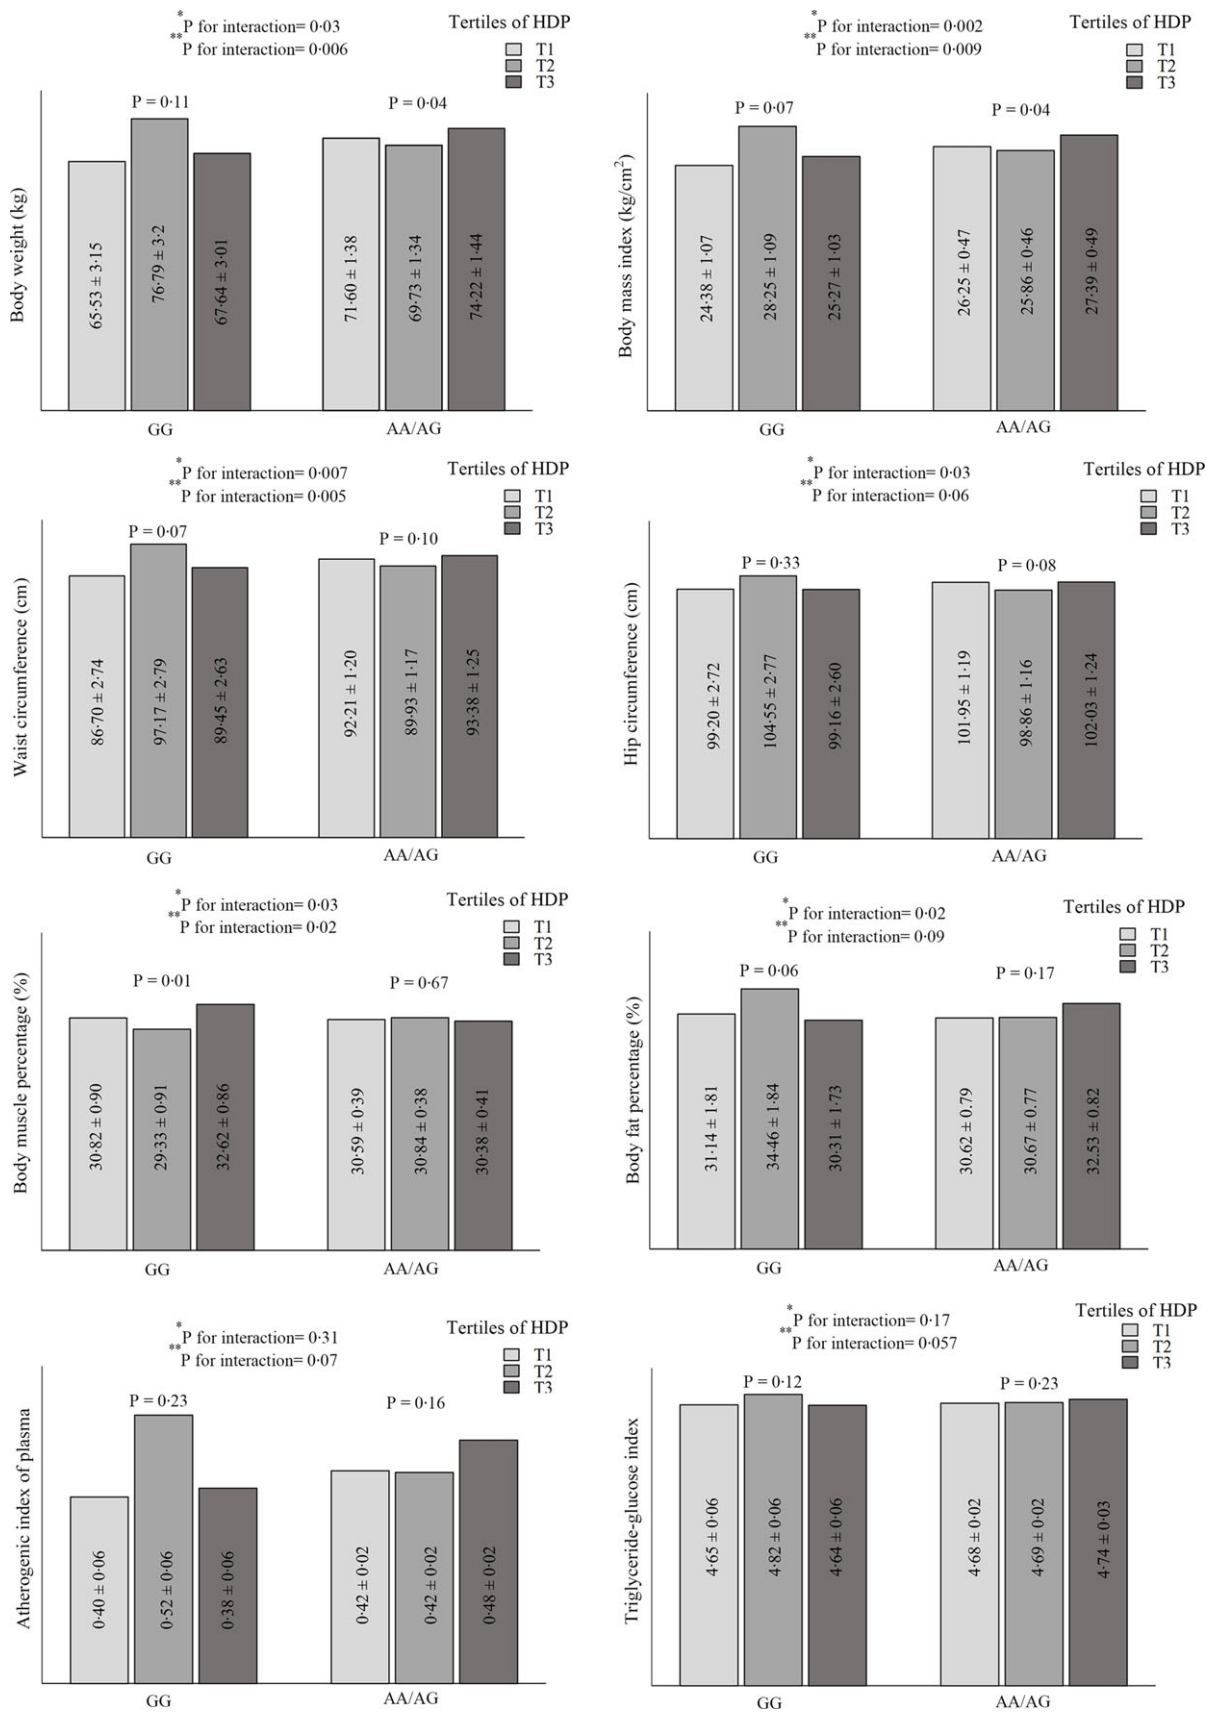 *P for interaction= 0·03
**P for interaction= 0·006
Tertiles of HDP
T1
T2
T3
P = 0·11
P = 0·04
Body weight (kg)
65·53 ± 3·15
76·79 ± 3·2
67·64 ± 3·01
71·60 ± 1·38
69·73 ± 1·34
74·22 ± 1·44
GG
AA/AG
*P for interaction= 0·002
**P for interaction= 0·009
Tertiles of HDP
T1
T2
T3
P = 0·07
P = 0·04
Body mass index (kg/cm²)
24·38 ± 1·07
28·25 ± 1·09
25·27 ± 1·03
26·25 ± 0·47
25·86 ± 0·46
27·39 ± 0·49
GG
AA/AG
*P for interaction= 0·007
**P for interaction= 0·005
Tertiles of HDP
T1
T2
T3
P = 0·07
P = 0·10
Waist circumference (cm)
86·70 ± 2·74
97·17 ± 2·79
89·45 ± 2·63
92·21 ± 1·20
89·93 ± 1·17
93·38 ± 1·25
GG
AA/AG
*P for interaction= 0·03
**P for interaction= 0·06
Tertiles of HDP
T1
T2
T3
P = 0·33
P = 0·08
Hip circumference (cm)
99·20 ± 2·72
104·55 ± 2·77
99·16 ± 2·60
101·95 ± 1·19
98·86 ± 1·16
102·03 ± 1·24
GG
AA/AG
*P for interaction= 0·03
**P for interaction= 0·02
Tertiles of HDP
T1
T2
T3
P = 0·01
P = 0·67
Body muscle percentage (%)
30·82 ± 0·90
29·33 ± 0·91
32·62 ± 0·86
30·59 ± 0·39
30·84 ± 0·38
30·38 ± 0·41
GG
AA/AG
*P for interaction= 0·02
**P for interaction= 0·09
Tertiles of HDP
T1
T2
T3
P = 0·06
P = 0·17
Body fat percentage (%)
31·14 ± 1·81
34·46 ± 1·84
30·31 ± 1·73
30.62 ± 0.79
30.67 ± 0.77
32.53 ± 0.82
GG
AA/AG
*P for interaction= 0·31
**P for interaction= 0·07
Tertiles of HDP
T1
T2
T3
P = 0·23
P = 0·16
Atherogenic index of plasma
0·40 ± 0·06
0·52 ± 0·06
0·38 ± 0·06
0·42 ± 0·02
0·42 ± 0·02
0·48 ± 0·02
GG
AA/AG
*P for interaction= 0·17
**P for interaction= 0·057
Tertiles of HDP
T1
T2
T3
P = 0·12
P = 0·23
Triglyceride-glucose index
4·65 ± 0·06
4·82 ± 0·06
4·64 ± 0·06
4·68 ± 0·02
4·69 ± 0·02
4·74 ± 0·03
GG
AA/AG